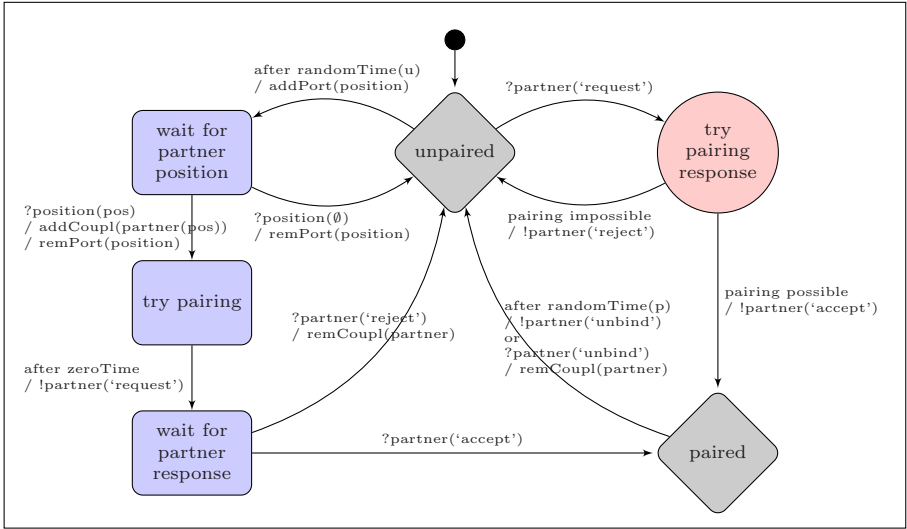 after randomTime(u)
/ addPort(position)
?partner(‘request’)
wait for
partner
position
unpaired
try
pairing
response
?position(pos)
/ addCoupl(partner(pos))
/ remPort(position)
?position(∅)
/ remPort(position)
pairing impossible
/ !partner(‘reject’)
try pairing
?partner(‘reject’)
/ remCoupl(partner)
after randomTime(p)
/ !partner(‘unbind’)
or
?partner(‘unbind’)
/ remCoupl(partner)
pairing possible
/ !partner(‘accept’)
after zeroTime
/ !partner(‘request’)
wait for
partner
response
?partner(‘accept’)
paired